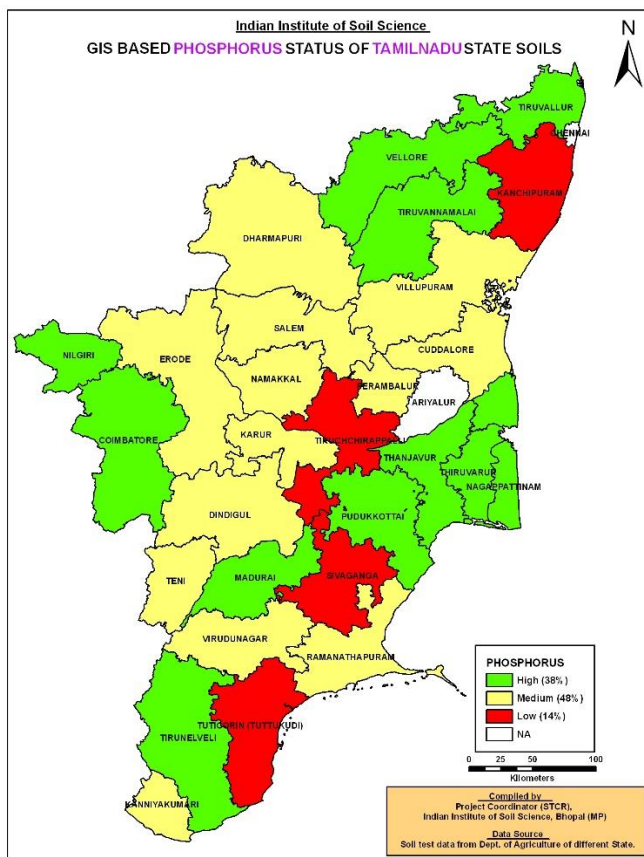 Indian Institute of Soil Science
GIS BASED PHOSPHORUS STATUS OF TAMILNADU STATE SOILS
N
TIRUVALLUR
CHENNAI
VELLORE
KANCHIPURAM
TIRUVANNAMALAI
DHARMAPURI
VILLUPURAM
SALEM
CUDDALORE
NILGIRI
ERODE
NAMAKKAL
PERAMBALUR
ARIYALUR
COIMBATORE
KARUR
TIRUCHCHIRAPPALLI
THANJAVUR
THIRUVARUR
NAGAPPATTINAM
DINDIGUL
PUDUKKOTTAI
TENI
MADURAI
SIVAGANGA
VIRUDUNAGAR
RAMANATHAPURAM
TUTICORIN (TUTTUKUDI)
TIRUNELVELI
KANNIYAKUMARI
PHOSPHORUS
High (38%)
Medium (48%)
Low (14%)
NA
0 25 50 100
Kilometers
Compiled by
Project Coordinator (STCR),
Indian Institute of Soil Science, Bhopal (MP)
Data Source
Soil test data from Dept. of Agriculture of different State.